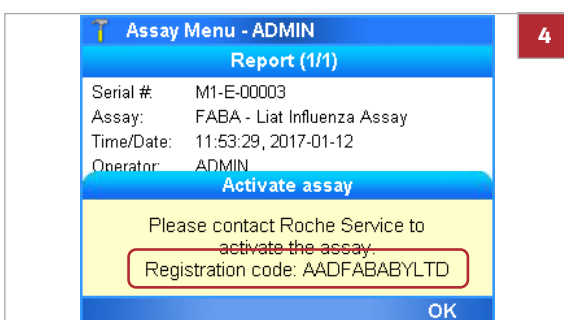 Assay Menu - ADMIN
4
Report (1/1)
Serial #: M1-E-00003
Assay: FABA - Liat Influenza Assay
Time/Date: 11:53:29, 2017-01-12
Operator: ADMIN
Activate assay
Please contact Roche Service to
activate the assay.
Registration code: AADFABABYLTD
OK